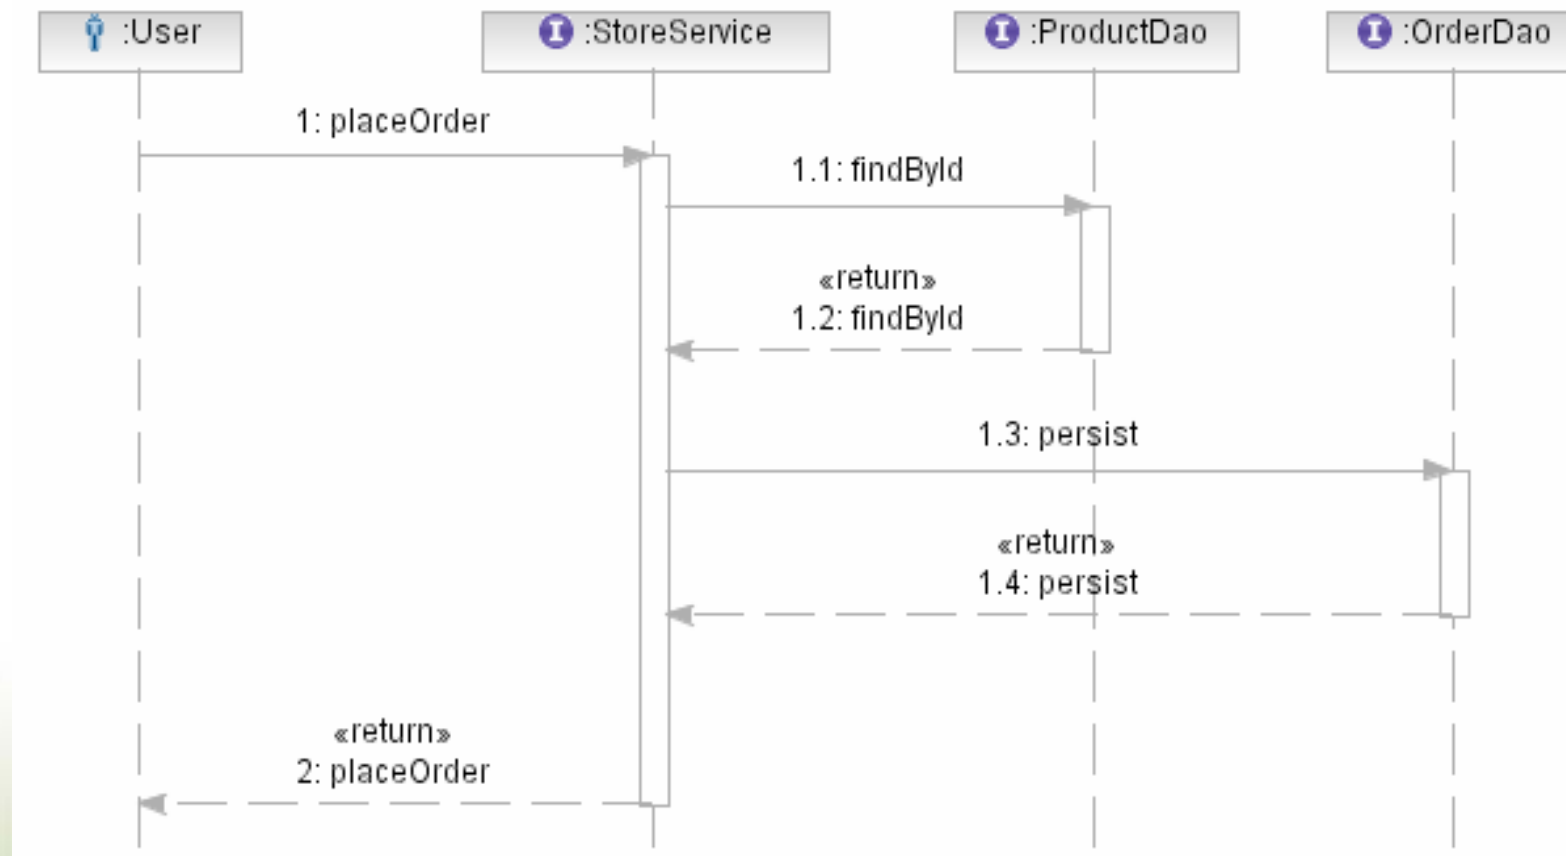 :User
I :StoreService
I :ProductDao
I :OrderDao
1: placeOrder
1.1: findById
«return»
1.2: findById
1.3: persist
«return»
1.4: persist
«return»
2: placeOrder